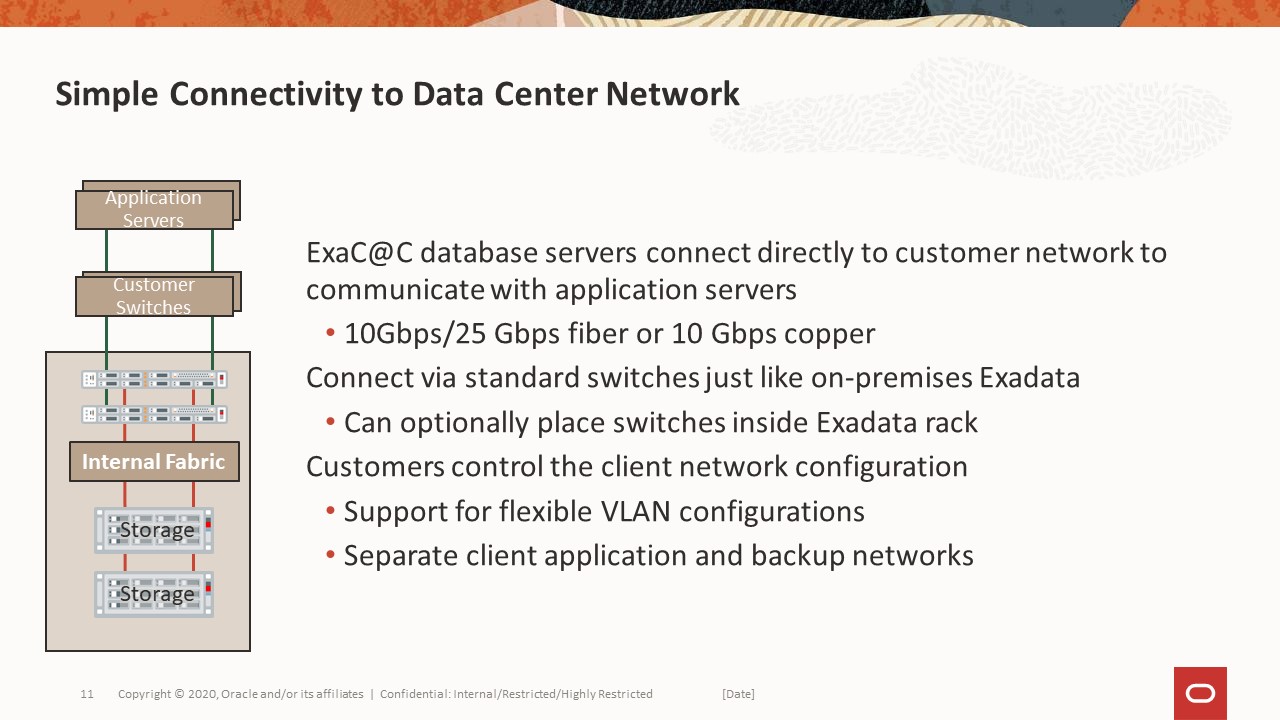 Simple Connectivity to Data Center Network
Application
Servers
Customer
Switches
Internal Fabric
Storage
Storage
ExaC@C database servers connect directly to customer network to
communicate with application servers
• 10Gbps/25 Gbps fiber or 10 Gbps copper
Connect via standard switches just like on-premises Exadata
• Can optionally place switches inside Exadata rack
Customers control the client network configuration
• Support for flexible VLAN configurations
• Separate client application and backup networks
11 Copyright © 2020, Oracle and/or its affiliates | Confidential: Internal/Restricted/Highly Restricted [Date]